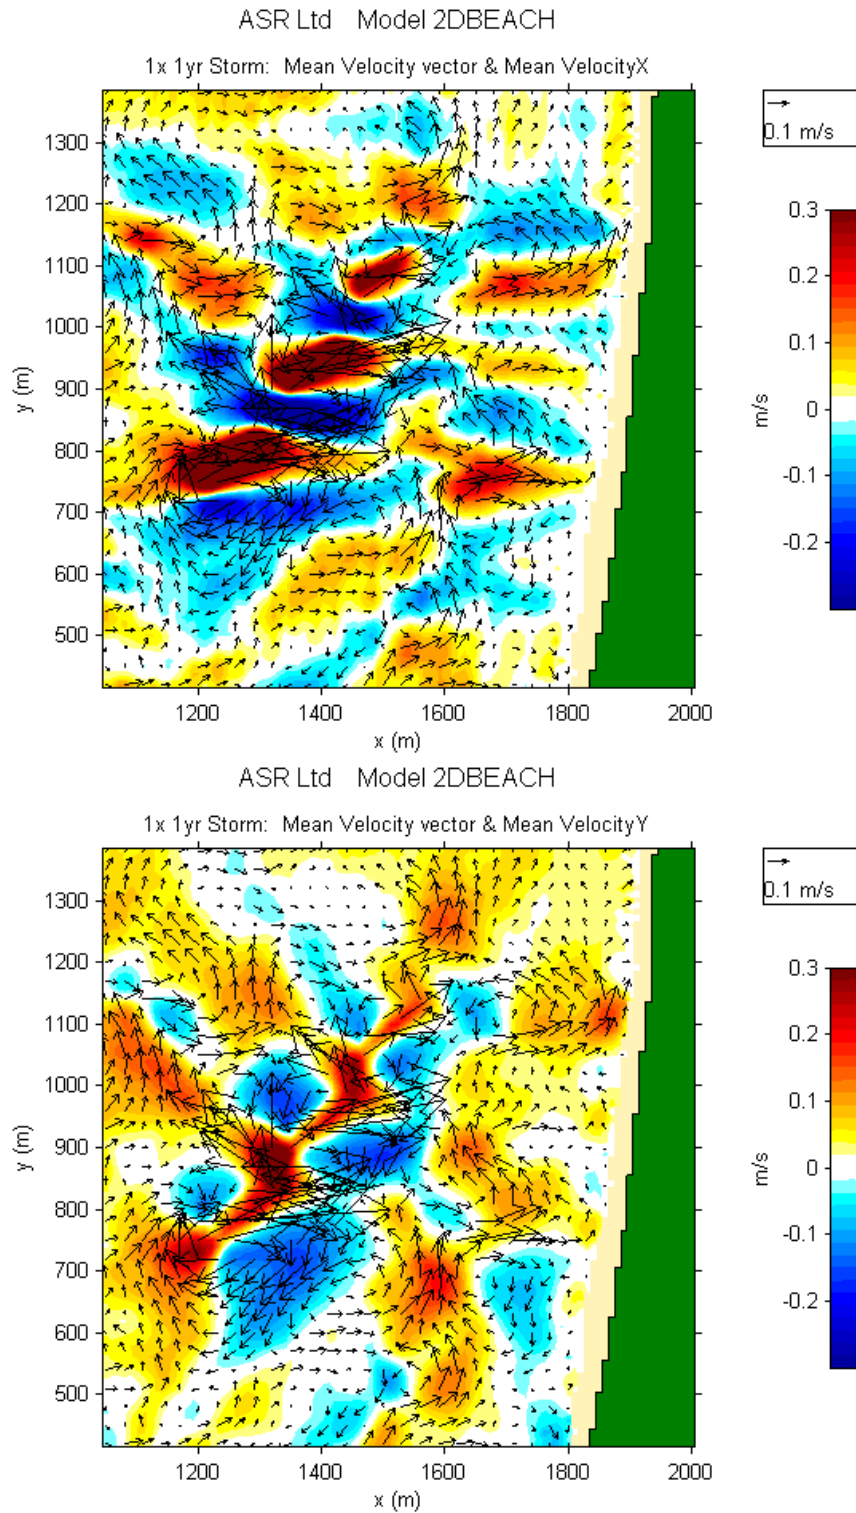 ASR Ltd Model 2DBEACH
1x 1yr Storm: Mean Velocity vector & Mean VelocityX
0.1 m/s
1300
1200
1100
1000
900
800
700
600
500
y (m)
1200 1400 1600 1800 2000
x (m)
0.3
0.2
0.1
0
-0.1
-0.2
m/s
ASR Ltd Model 2DBEACH
1x 1yr Storm: Mean Velocity vector & Mean VelocityY
0.1 m/s
1300
1200
1100
1000
900
800
700
600
500
y (m)
1200 1400 1600 1800 2000
x (m)
0.3
0.2
0.1
0
-0.1
-0.2
m/s